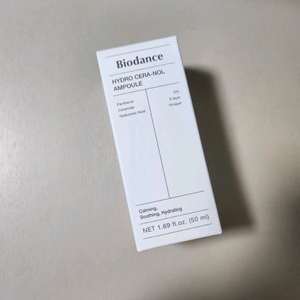 Biodance
HYDRO CERA-NOL
AMPOULE
Panthenol
Ceramide
Hyaluronic Acid
Calming,
Soothing, Hydrating
NET 1.69 fl.oz. (50 ml)